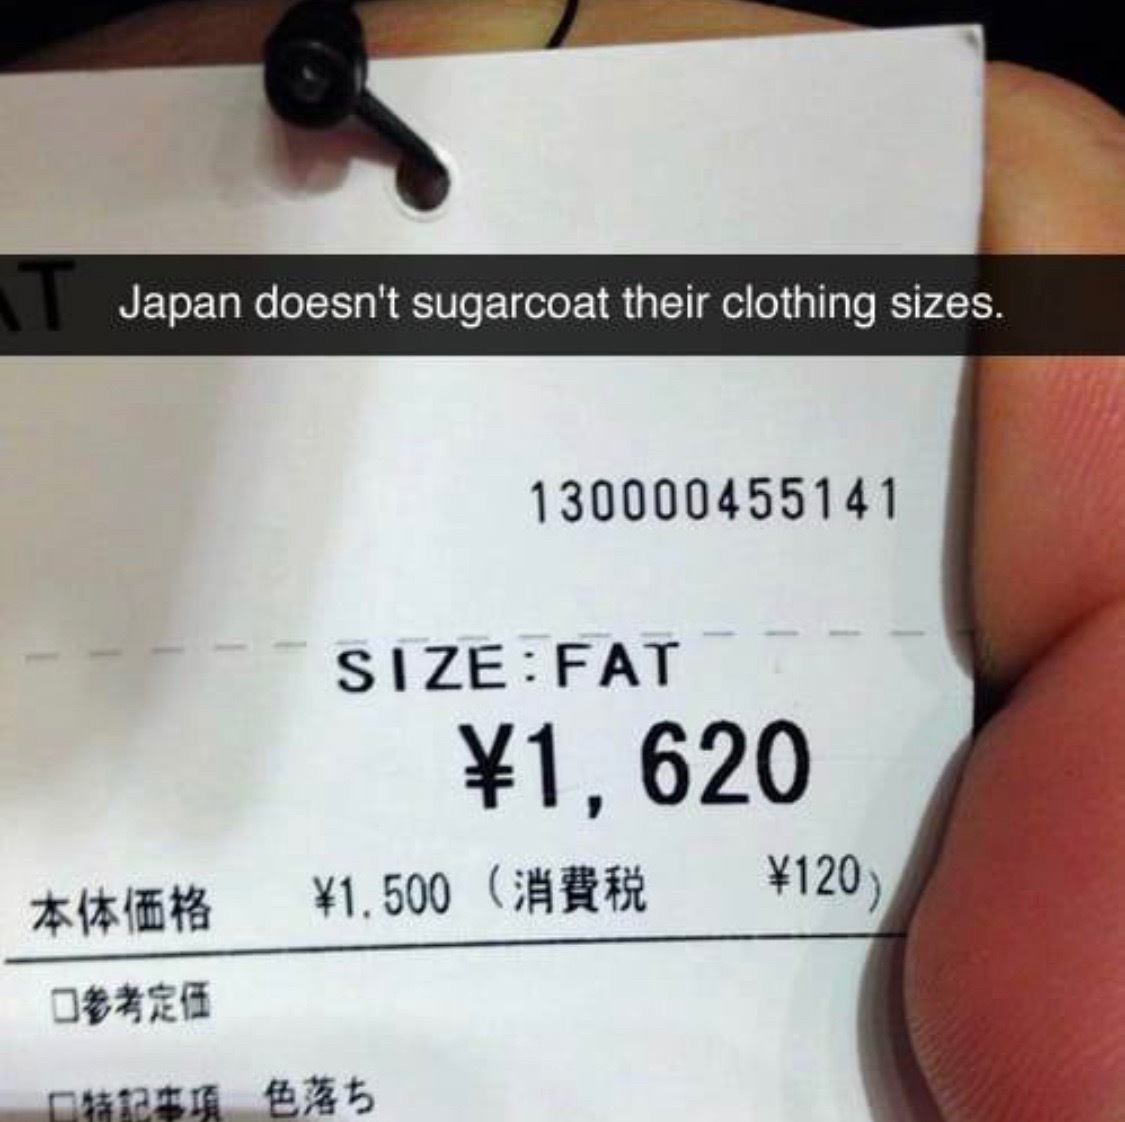 AT
Japan doesn't sugarcoat their clothing sizes.
130000455141
SIZE:FAT
¥1,620
本体価格 ¥1.500 (消費税 ¥120)
□参考定価
□特記事項 色落ち